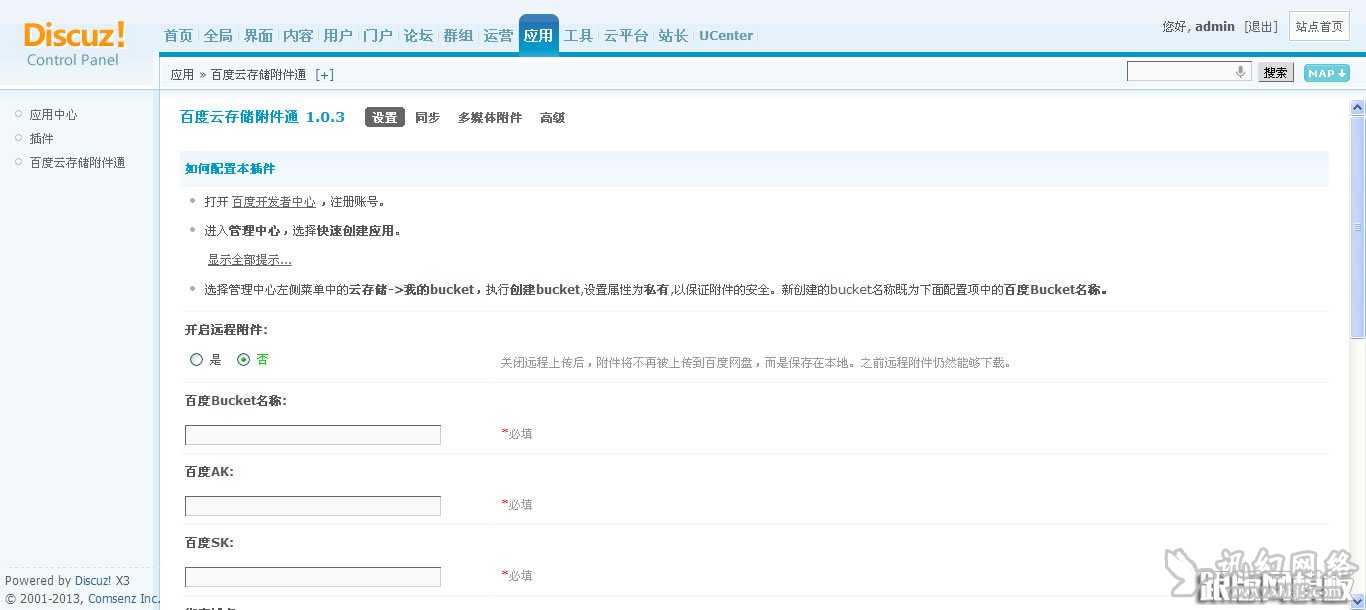 Discuz!
Control Panel
首页 全局 界面 内容 用户 门户 论坛 群组 运营 应用 工具 云平台 站长 UCenter
您好, admin [退出] 站点首页
应用 » 百度云存储附件通 [+]
搜索 MAP
应用中心
插件
百度云存储附件通
百度云存储附件通 1.0.3 设置 同步 多媒体附件 高级
如何配置本插件
打开 百度开发者中心 ，注册账号。
进入管理中心，选择快速创建应用。
显示全部提示...
选择管理中心左侧菜单中的云存储->我的bucket，执行创建bucket,设置属性为私有,以保证附件的安全。新创建的bucket名称既为下面配置项中的百度Bucket名称。
开启远程附件:
是 否
关闭远程上传后，附件将不再被上传到百度网盘，而是保存在本地。之前远程附件仍然能够下载。
百度Bucket名称:
*必填
百度AK:
*必填
百度SK:
*必填
Powered by Discuz! X3
© 2001-2013, Comsenz Inc.
讯幻网络